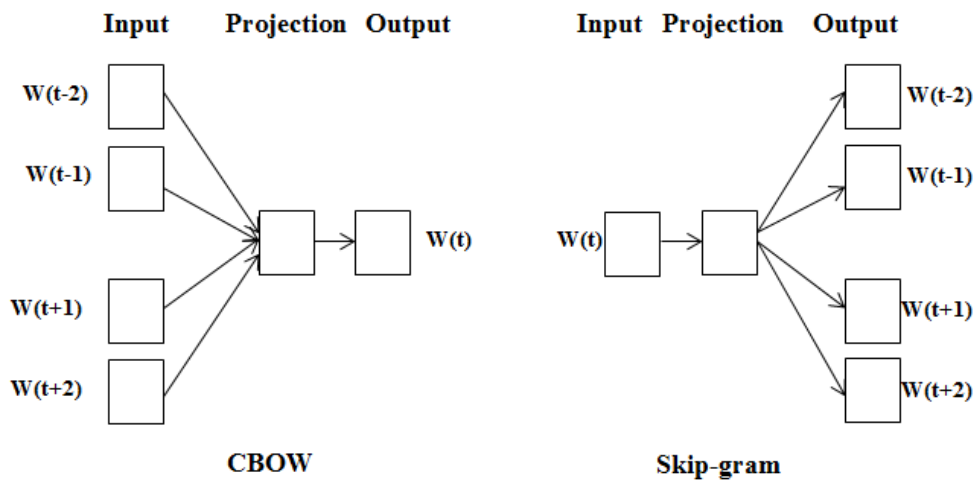 Input Projection Output
W(t-2)
W(t-1)
W(t)
W(t+1)
W(t+2)
CBOW
Input Projection Output
W(t-2)
W(t-1)
W(t)
W(t+1)
W(t+2)
Skip-gram